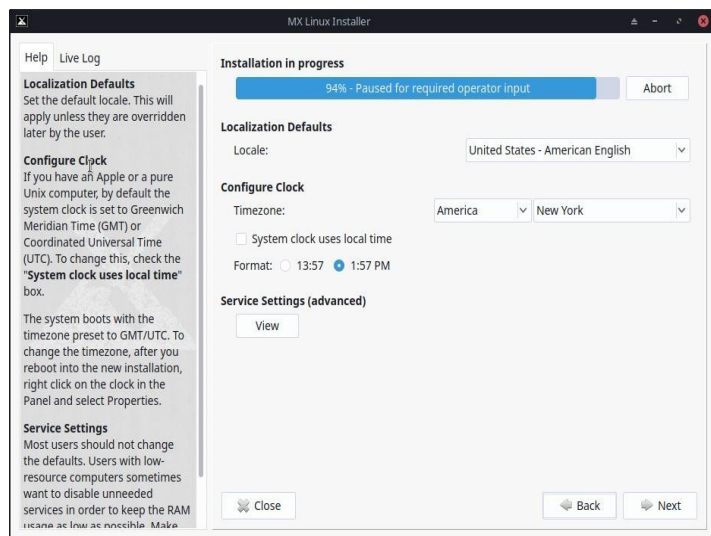 MX Linux Installer
Help
Live Log
Localization Defaults
Set the default locale. This will
apply unless they are overridden
later by the user.
Configure Clock
If you have an Apple or a pure
Unix computer, by default the
system clock is set to Greenwich
Meridian Time (GMT) or
Coordinated Universal Time
(UTC). To change this, check the
"System clock uses local time"
box.
The system boots with the
timezone preset to GMT/UTC. To
change the timezone, after you
reboot into the new installation,
right click on the clock in the
Panel and select Properties.
Service Settings
Most users should not change
the defaults. Users with low-
resource computers sometimes
want to disable unneeded
services in order to keep the RAM
usage as low as possible. Make
Installation in progress
94% - Paused for required operator input
Abort
Localization Defaults
Locale: United States - American English
Configure Clock
Timezone: America New York
System clock uses local time
Format: 13:57 1:57 PM
Service Settings (advanced)
View
Close
Back
Next